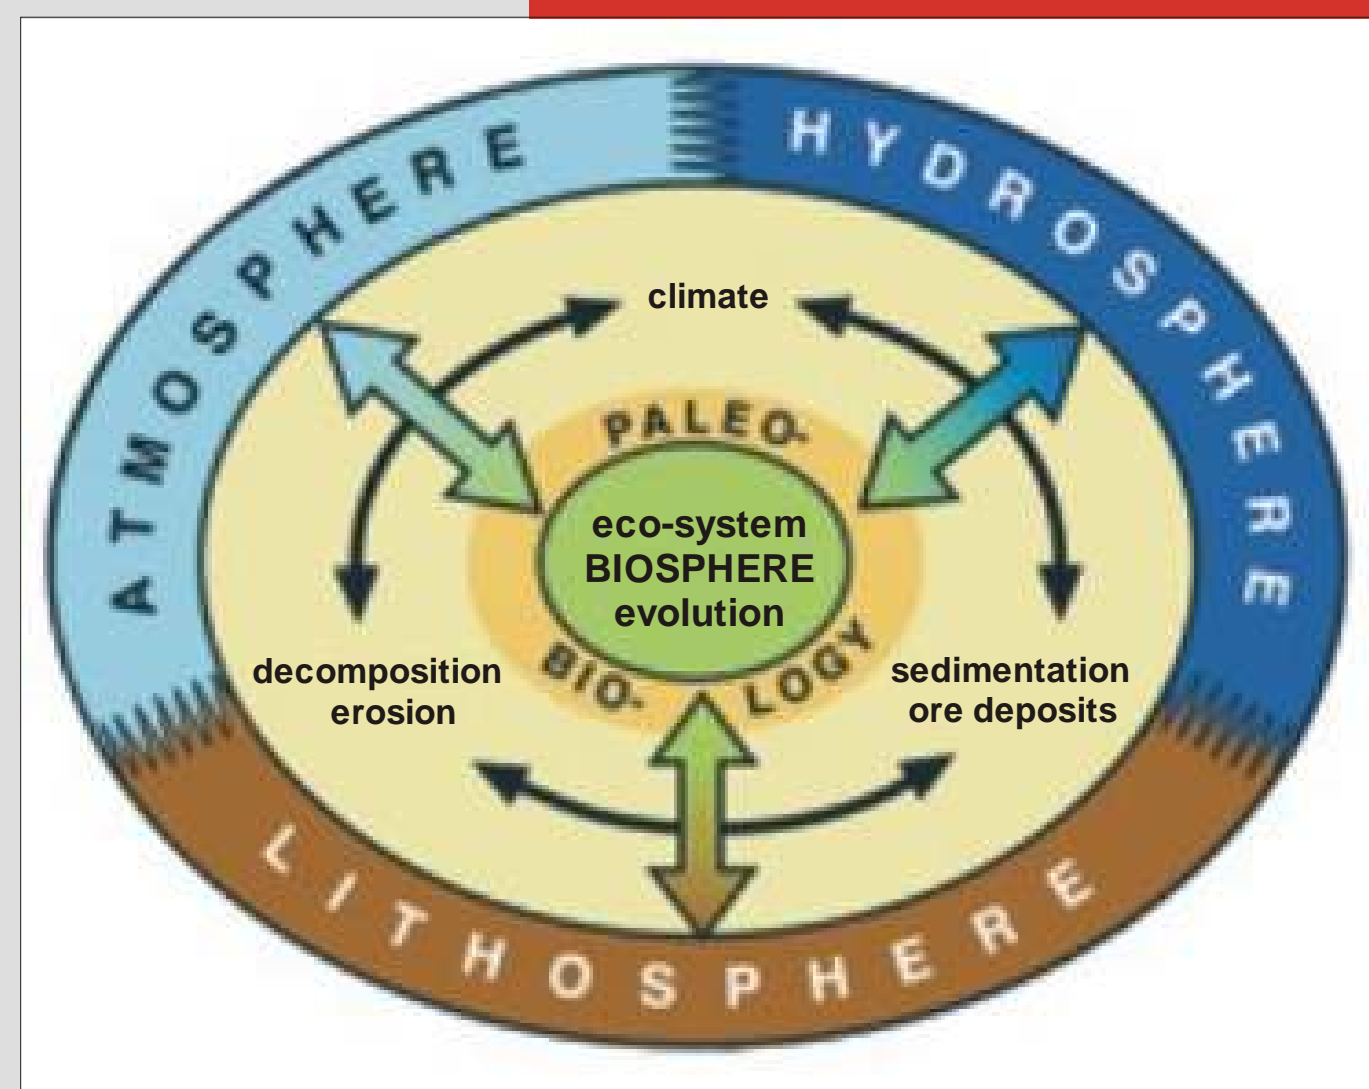 ATMOSPHERE
HYDROSPHERE
climate
PALEO-
eco-system
BIOSPHERE
evolution
BIO-
LOGY
decomposition
erosion
sedimentation
ore deposits
LITHOSPHERE